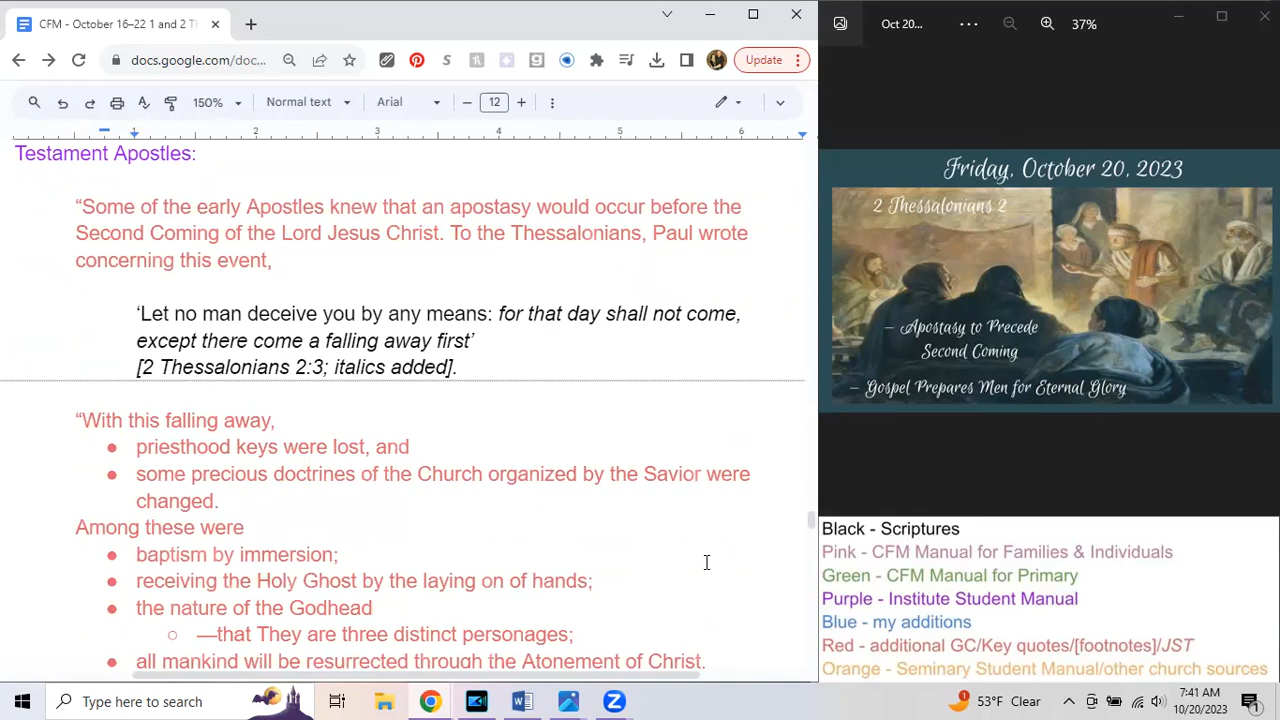 CFM - October 16–22 1 and 2 Th
docs.google.com/doc...
Update
150%
Normal text
Arial
12
1
2
3
4
5
6
Testament Apostles:
“Some of the early Apostles knew that an apostasy would occur before the
Second Coming of the Lord Jesus Christ. To the Thessalonians, Paul wrote
concerning this event,
‘Let no man deceive you by any means: for that day shall not come,
except there come a falling away first’
[2 Thessalonians 2:3; italics added].
“With this falling away,
● priesthood keys were lost, and
● some precious doctrines of the Church organized by the Savior were
changed.
Among these were
● baptism by immersion;
● receiving the Holy Ghost by the laying on of hands;
● the nature of the Godhead
○ —that They are three distinct personages;
● all mankind will be resurrected through the Atonement of Christ.
Oct 20...
37%
Friday, October 20, 2023
2 Thessalonians 2
– Apostasy to Precede
Second Coming
– Gospel Prepares Men for Eternal Glory
Black - Scriptures
Pink - CFM Manual for Families & Individuals
Green - CFM Manual for Primary
Purple - Institute Student Manual
Blue - my additions
Red - additional GC/Key quotes/[footnotes]/JST
Orange - Seminary Student Manual/other church sources
Type here to search
53°F Clear
7:41 AM
10/20/2023